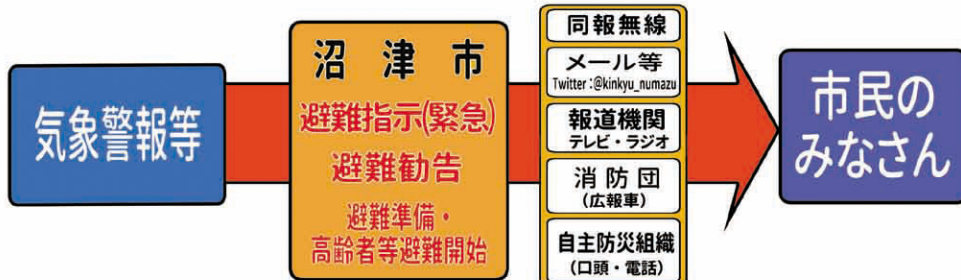 気象警報等
沼津市
避難指示(緊急)
避難勧告
避難準備・
高齢者等避難開始
同報無線
メール等
Twitter:@kinkyu_numazu
報道機関
テレビ・ラジオ
消防団
(広報車)
自主防災組織
(口頭・電話)
市民の
みなさん